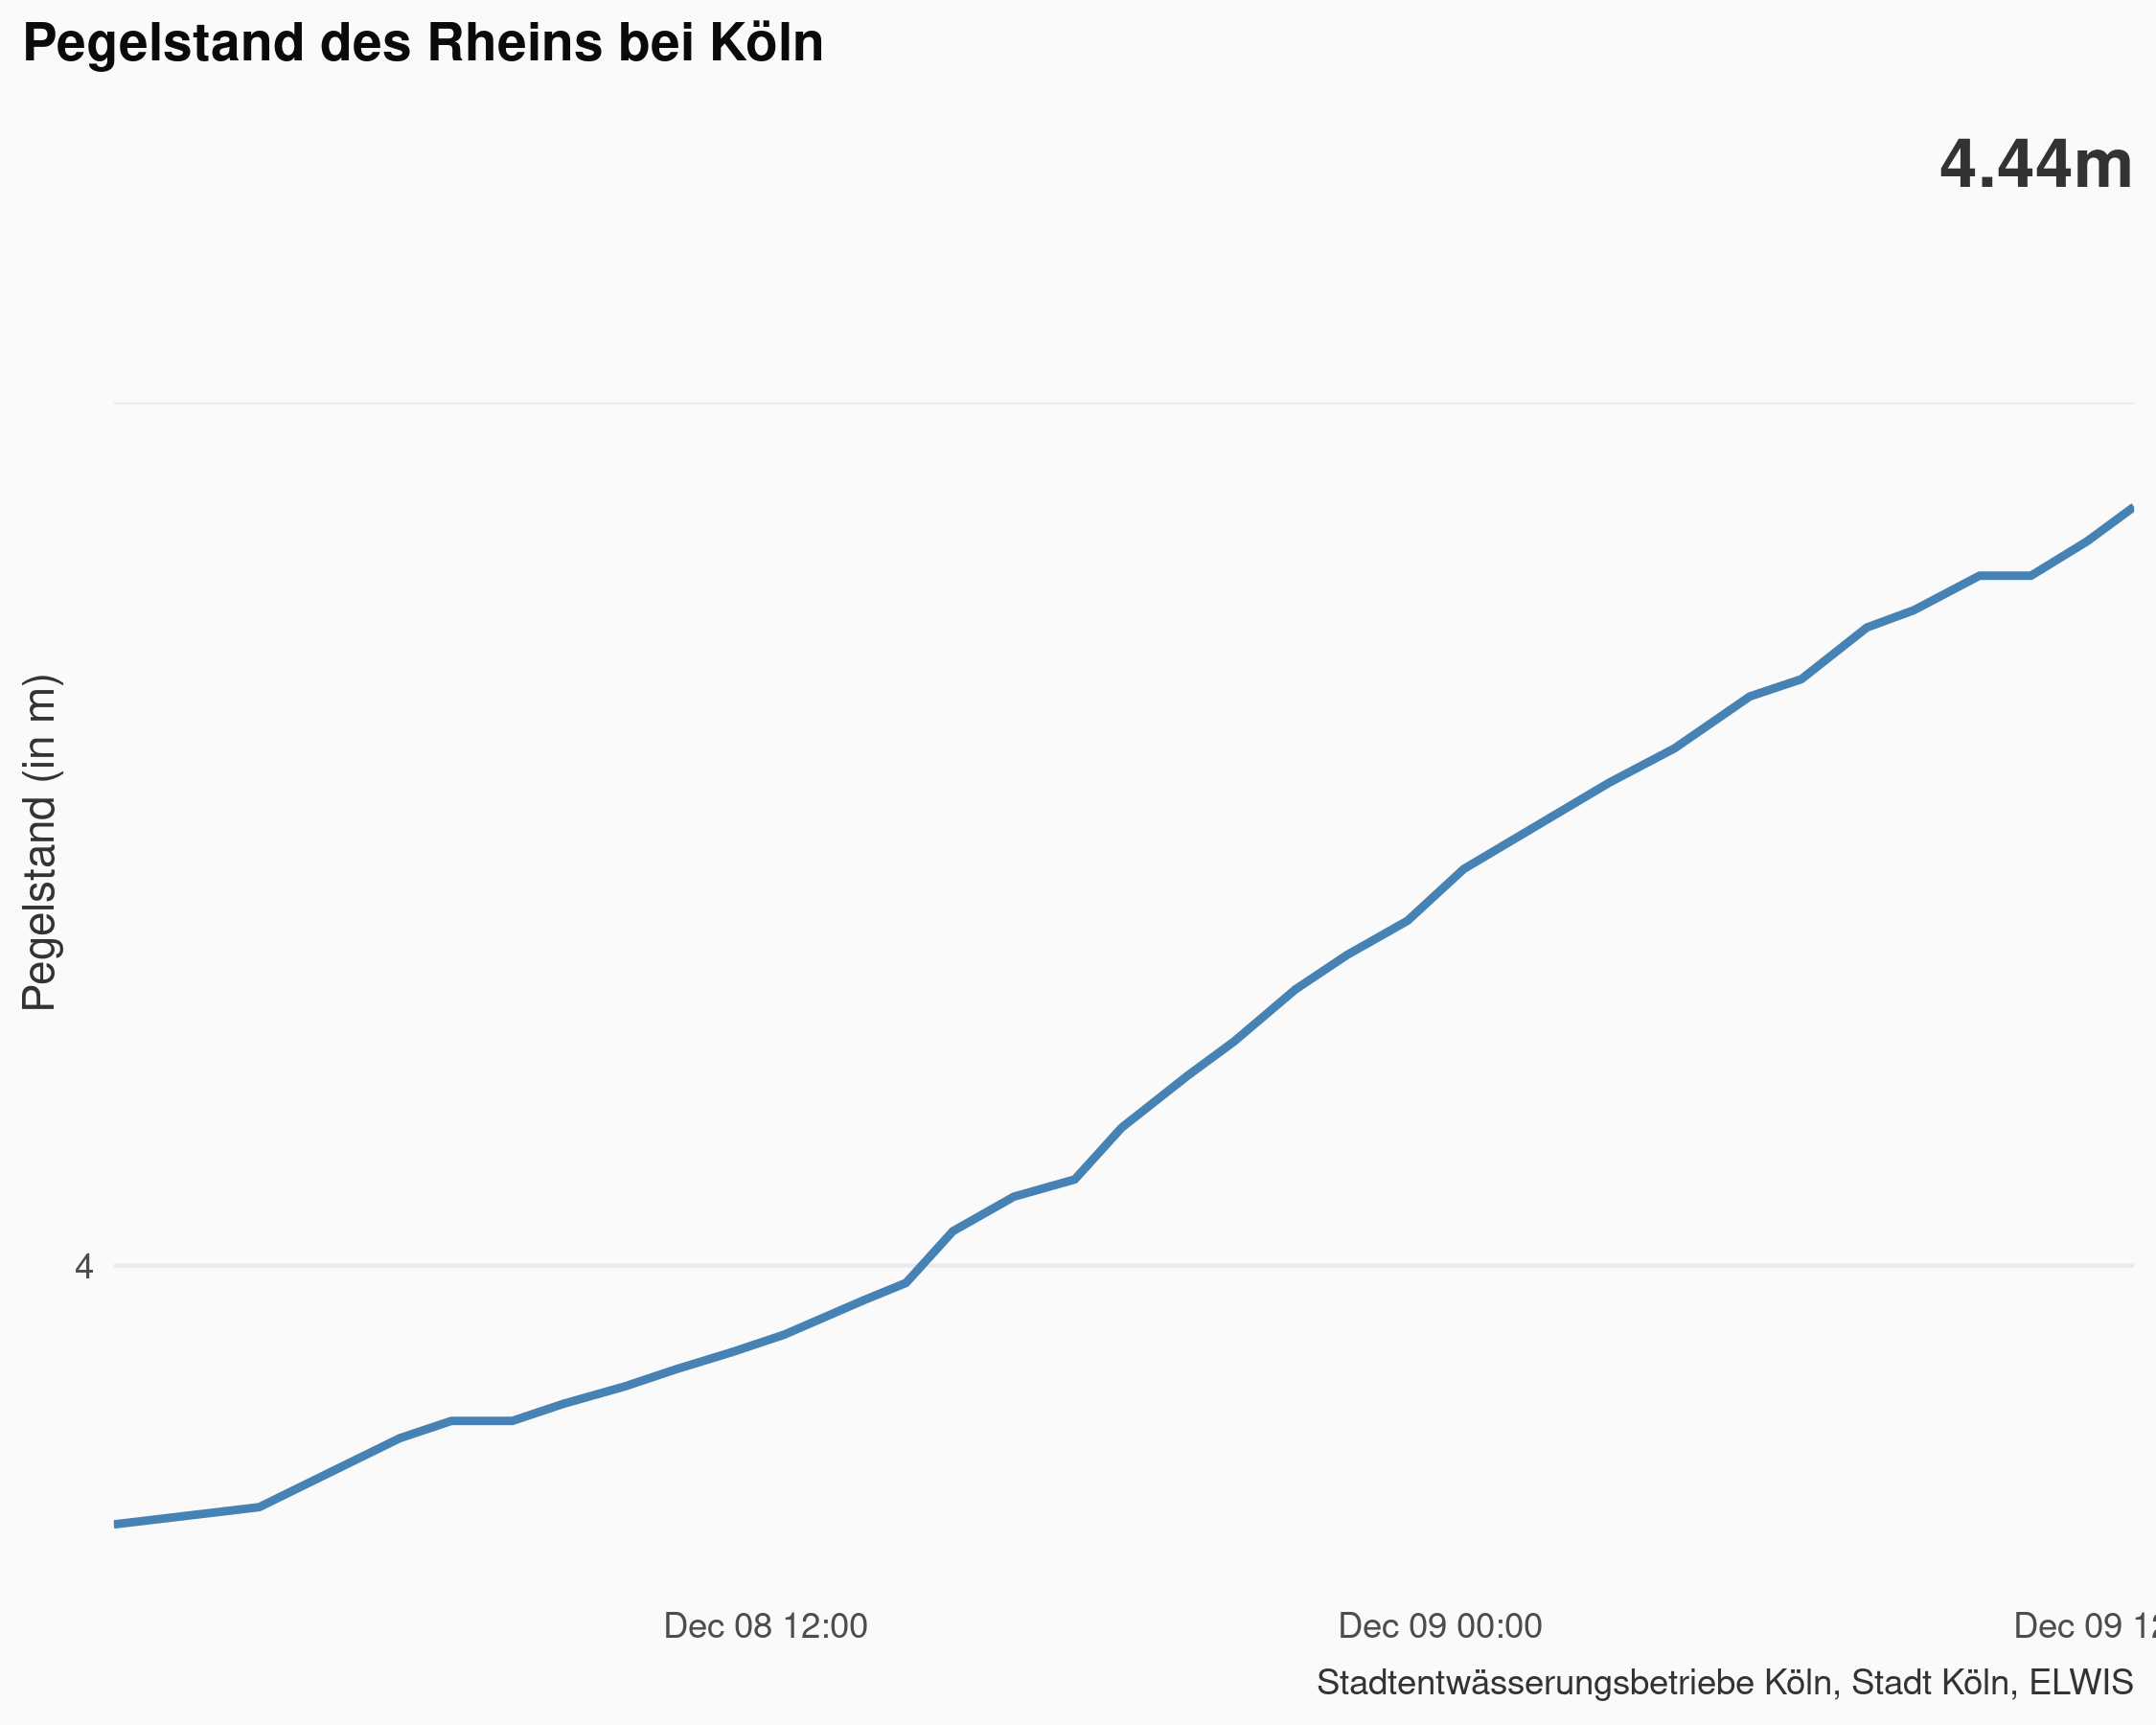 Pegelstand des Rheins bei Köln
4.44m
Pegelstand (in m)
4
Dec 08 12:00
Dec 09 00:00
Dec 09 12
Stadtentwässerungsbetriebe Köln, Stadt Köln, ELWIS